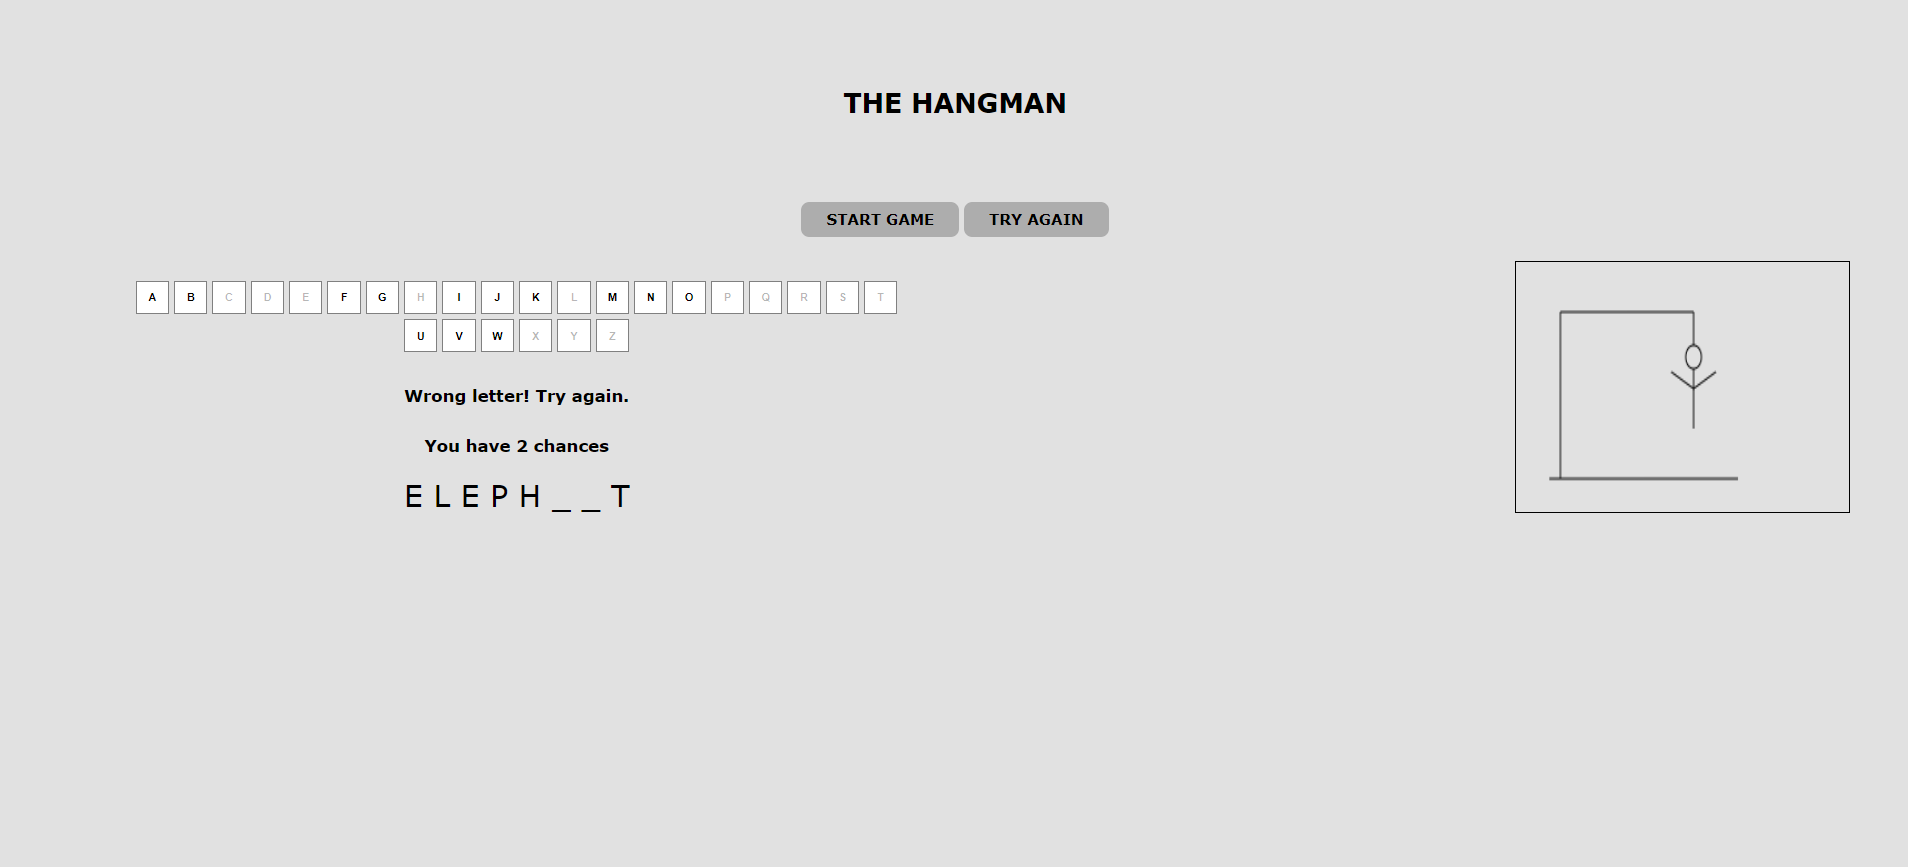 THE HANGMAN
START GAME TRY AGAIN
A B C D E F G H I J K L M N O P Q R S T
U V W X Y Z
Wrong letter! Try again.
You have 2 chances
E L E P H _ _ T